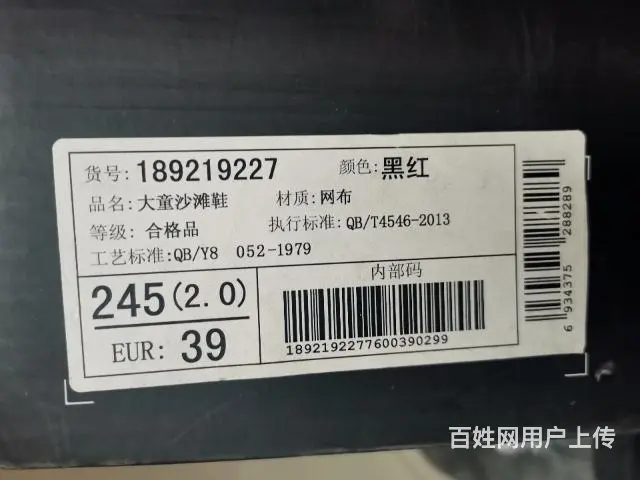 货号: 189219227 颜色: 黑红
品名: 大童沙滩鞋 材质: 网布
等级: 合格品 执行标准: QB/T4546-2013
工艺标准: QB/Y8 052-1979
245(2.0)
EUR: 39
内部码
1892192277600390299
6 934375 288289
百姓网用户上传